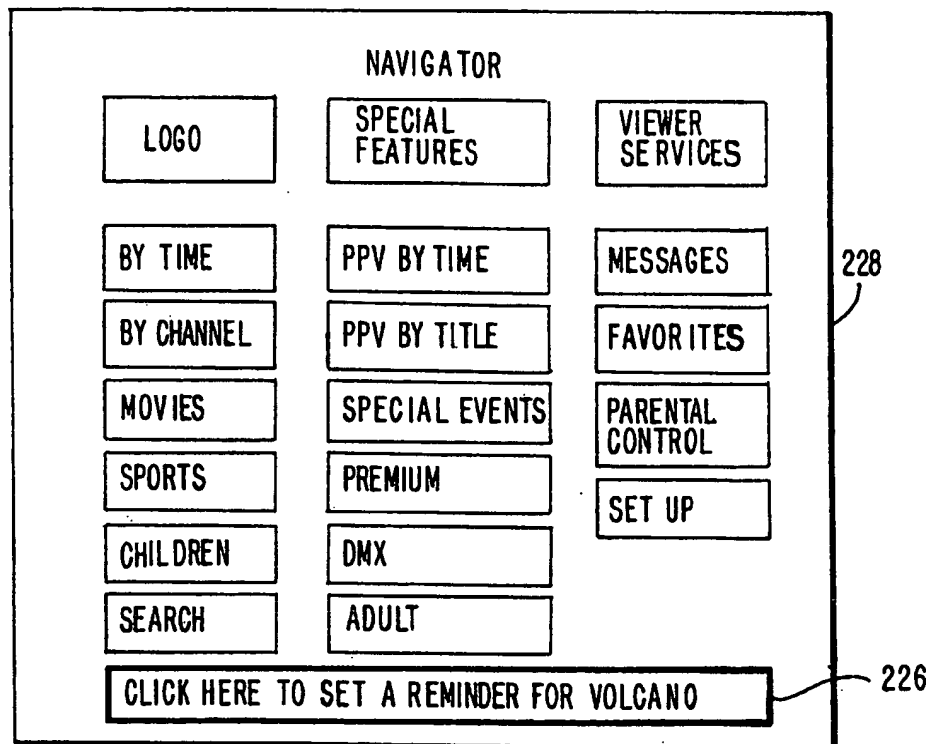 NAVIGATOR
LOGO
SPECIAL
FEATURES
VIEWER
SERVICES
BY TIME
PPV BY TIME
MESSAGES
228
BY CHANNEL
PPV BY TITLE
FAVORITES
MOVIES
SPECIAL EVENTS
PARENTAL
CONTROL
SPORTS
PREMIUM
SET UP
CHILDREN
DMX
SEARCH
ADULT
CLICK HERE TO SET A REMINDER FOR VOLCANO
226